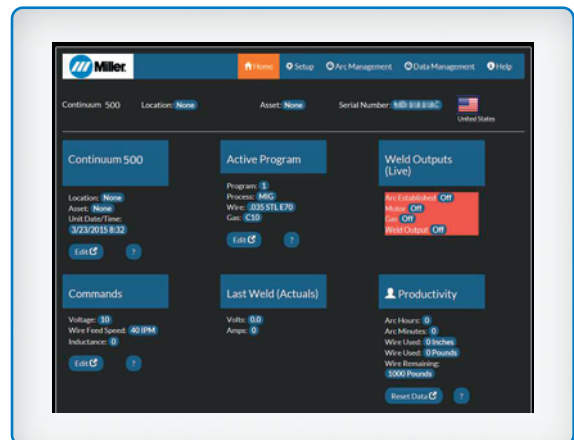 Miller
Home Setup Arc Management Data Management Help
Continuum 500 Location: None Asset: None Serial Number:
United States
Continuum 500
Location: None
Asset: None
Unit Date/Time:
3/23/2015 8:32
Edit ?
Active Program
Program: 1
Process: MIG
Wire: .035 STL E70
Gas: C10
Edit ?
Weld Outputs
(Live)
Arc Established Off
Motor Off
Gas Off
Weld Output Off
Commands
Voltage: 10
Wire Feed Speed: 40 IPM
Inductance: 0
Edit ?
Last Weld (Actuals)
Volts: 0.0
Amps: 0
Productivity
Arc Hours: 0
Arc Minutes: 0
Wire Used: 0 Inches
Wire Used: 0 Pounds
Wire Remaining:
1000 Pounds
Reset Data ?